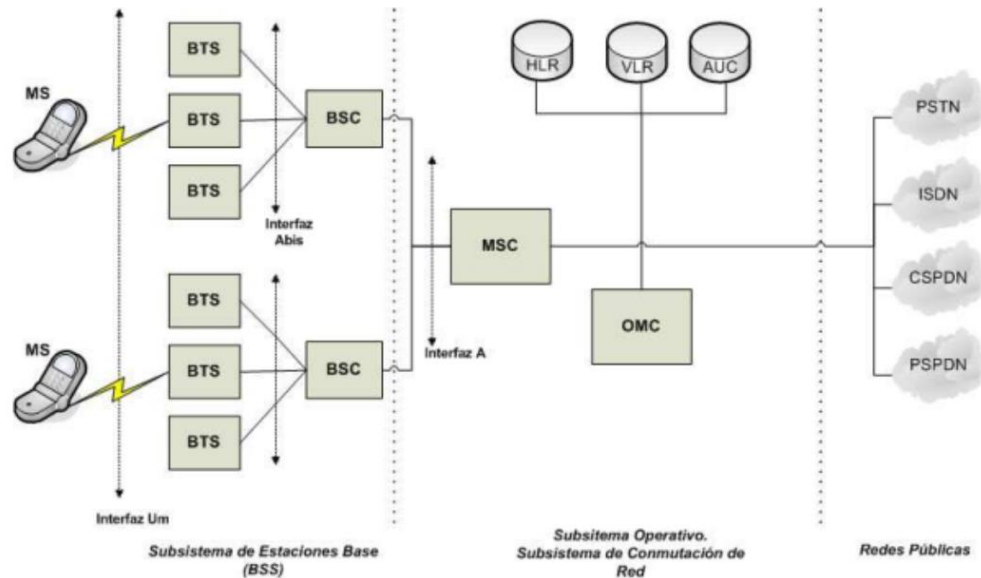 MS
BTS
BTS
BTS
BSC
Interfaz
Abis
MS
BTS
BTS
BTS
BSC
Interfaz Um
Interfaz A
MSC
HLR
VLR
AUC
OMC
PSTN
ISDN
CSPDN
PSPDN
Subsistema de Estaciones Base
(BSS)
Subsitema Operativo.
Subsistema de Conmutación de
Red
Redes Públicas